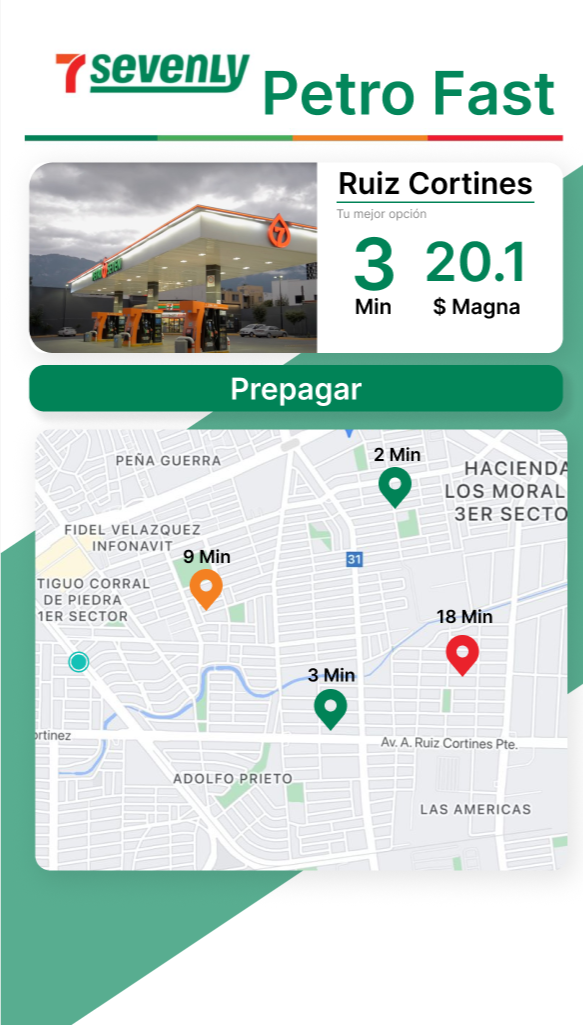 7 sevenly
Petro Fast
Ruiz Cortines
Tu mejor opción
3
Min
20.1
$ Magna
Prepagar
PEÑA GUERRA
2 Min
HACIENDA
LOS MORAL
3ER SECTO
FIDEL VELAZQUEZ
INFONAVIT
9 Min
31
TIGUO CORRAL
DE PIEDRA
1ER SECTOR
18 Min
3 Min
ortinez
Av. A. Ruiz Cortines Pte.
ADOLFO PRIETO
LAS AMERICAS